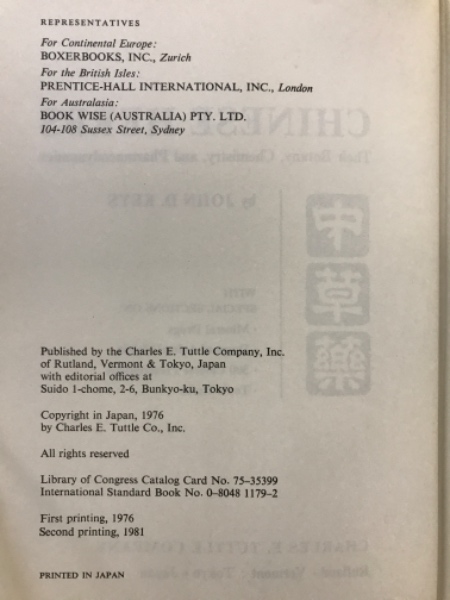 REPRESENTATIVES
For Continental Europe:
BOXERBOOKS, INC., Zurich
For the British Isles:
PRENTICE-HALL INTERNATIONAL, INC., London
For Australasia:
BOOK WISE (AUSTRALIA) PTY. LTD.
104-108 Sussex Street, Sydney
Published by the Charles E. Tuttle Company, Inc.
of Rutland, Vermont & Tokyo, Japan
with editorial offices at
Suido 1-chome, 2-6, Bunkyo-ku, Tokyo
Copyright in Japan, 1976
by Charles E. Tuttle Co., Inc.
All rights reserved
Library of Congress Catalog Card No. 75-35399
International Standard Book No. 0-8048 1179-2
First printing, 1976
Second printing, 1981
PRINTED IN JAPAN